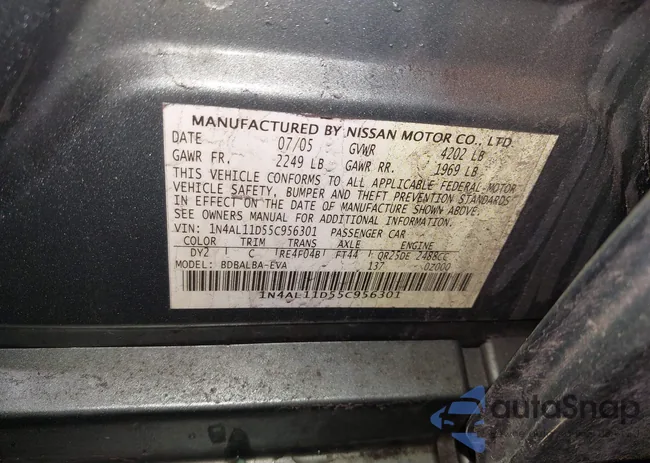 MANUFACTURED BY NISSAN MOTOR CO., LTD.
DATE 07/05 GVWR 4202 LB
GAWR FR. 2249 LB GAWR RR. 1969 LB
THIS VEHICLE CONFORMS TO ALL APPLICABLE FEDERAL MOTOR
VEHICLE SAFETY, BUMPER AND THEFT PREVENTION STANDARDS
IN EFFECT ON THE DATE OF MANUFACTURE SHOWN ABOVE.
SEE OWNERS MANUAL FOR ADDITIONAL INFORMATION.
VIN: 1N4AL11D55C956301 PASSENGER CAR
COLOR TRIM TRANS AXLE ENGINE
DY2 C RE4F04B FT44 QR25DE 2488CC
MODEL: BDBALBA-EVA 137 02000
1N4AL11D55C956301
autoSnap